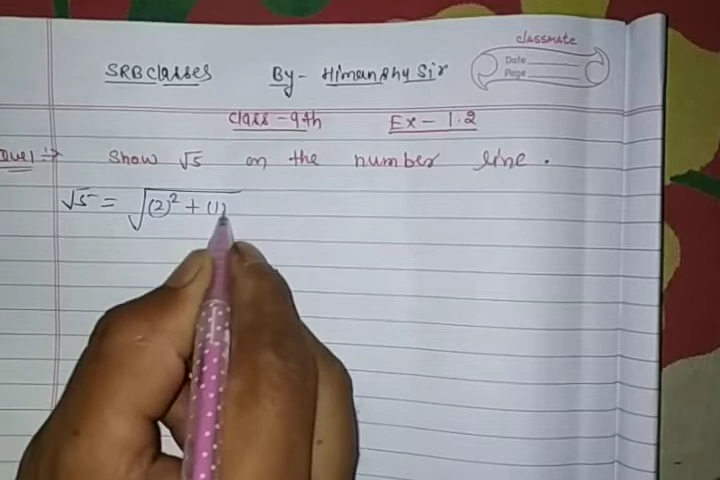 classmate
Date
Page
SRB classes By - Himanshu Sir
Class - 9th Ex - 1.2
Que1 :⇒ Show √5 on the number line .
√5 = √(2)² + (1)